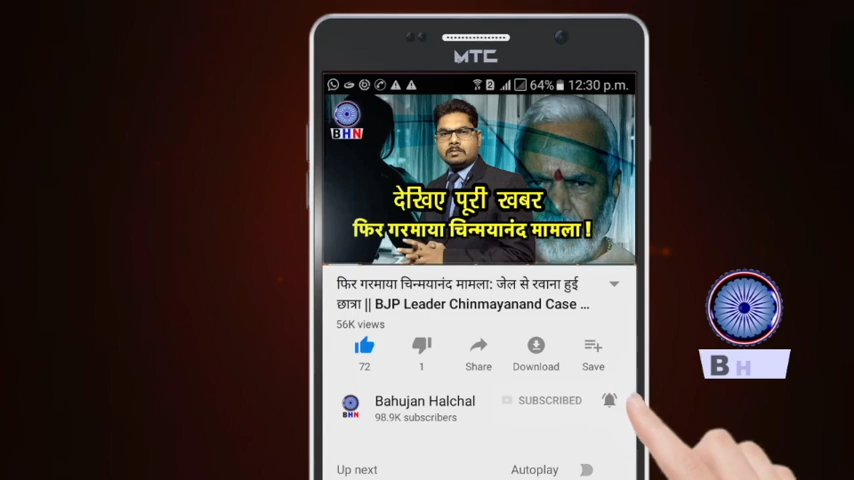 MTC
2 64% 12:30 p.m.
BHN
देखिए पूरी खबर
फिर गरमाया चिन्मयानंद मामला !
फिर गरमाया चिन्मयानंद मामला: जेल से रवाना हुई
छात्रा || BJP Leader Chinmayanand Case ...
56K views
72 1 Share Download Save
BHN
Bahujan Halchal SUBSCRIBED
98.9K subscribers
Up next Autoplay
BH